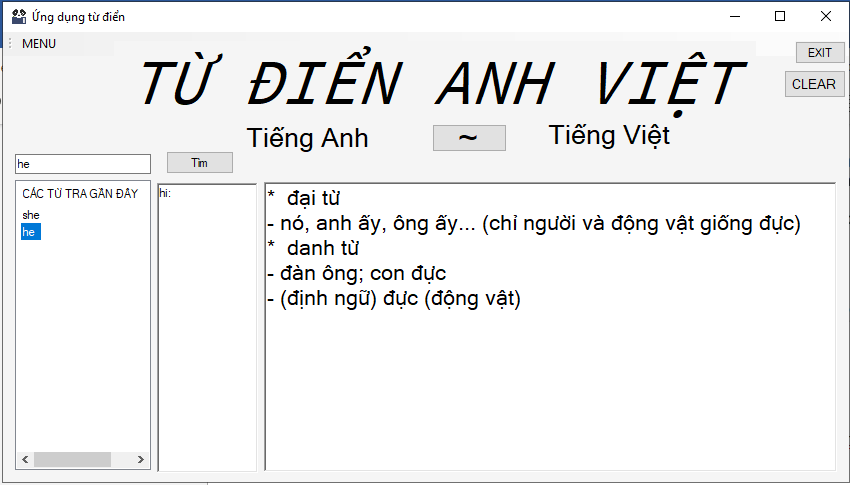 Ứng dụng từ điển
MENU
EXIT
TỪ ĐIỂN ANH VIỆT
CLEAR
Tiếng Anh
~
Tiếng Việt
he
Tìm
CÁC TỪ TRA GẦN ĐÂY
she
he
hi:
* đại từ
- nó, anh ấy, ông ấy... (chỉ người và động vật giống đực)
* danh từ
- đàn ông; con đực
- (định ngữ) đực (động vật)